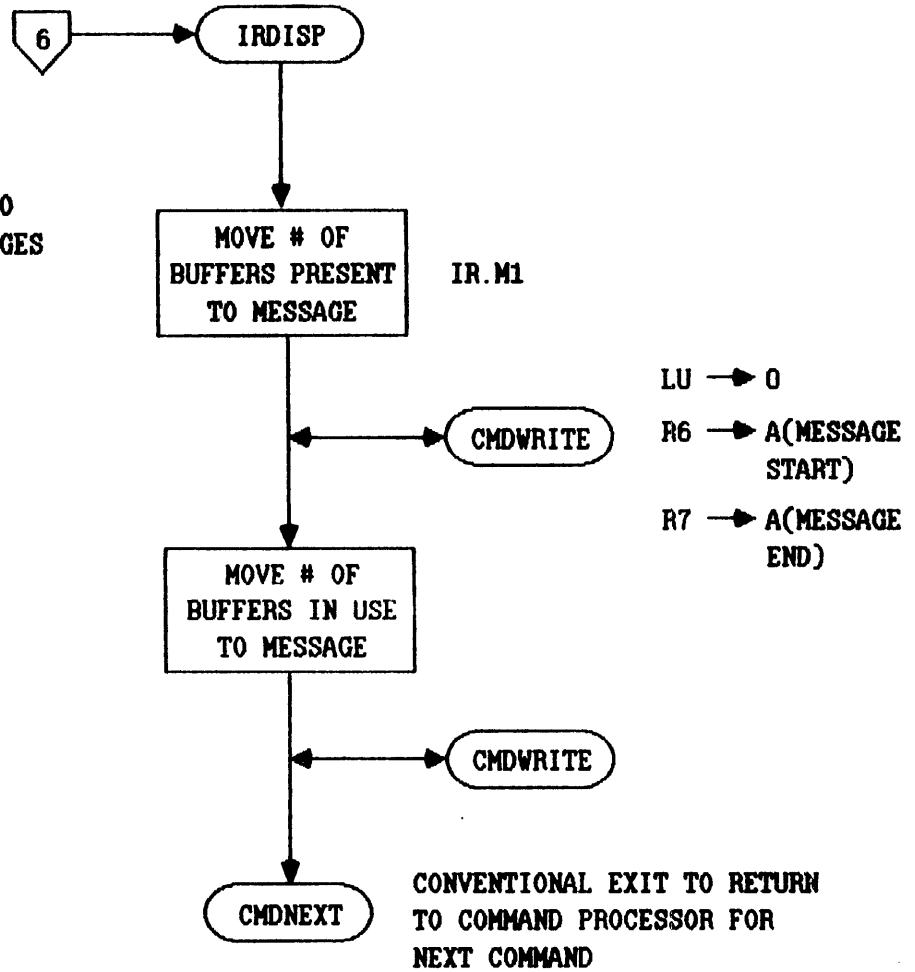 6
IRDISP
O
GES
MOVE # OF
BUFFERS PRESENT
TO MESSAGE
IR.M1
LU → 0
CMDWRITE
R6 → A(MESSAGE
START)
R7 → A(MESSAGE
END)
MOVE # OF
BUFFERS IN USE
TO MESSAGE
CMDWRITE
CMDNEXT
CONVENTIONAL EXIT TO RETURN
TO COMMAND PROCESSOR FOR
NEXT COMMAND